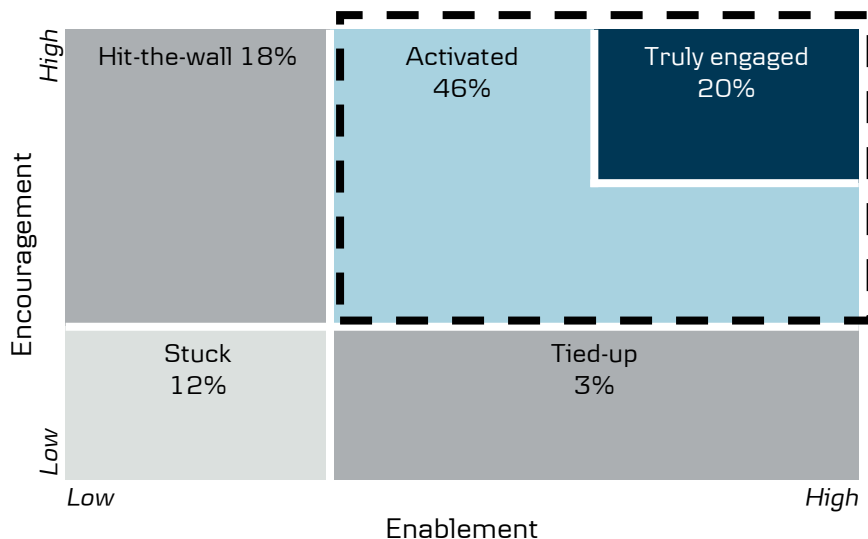 High
Hit-the-wall 18%
Activated
46%
Truly engaged
20%
Encouragement
Stuck
12%
Tied-up
3%
Low
Low
High
Enablement